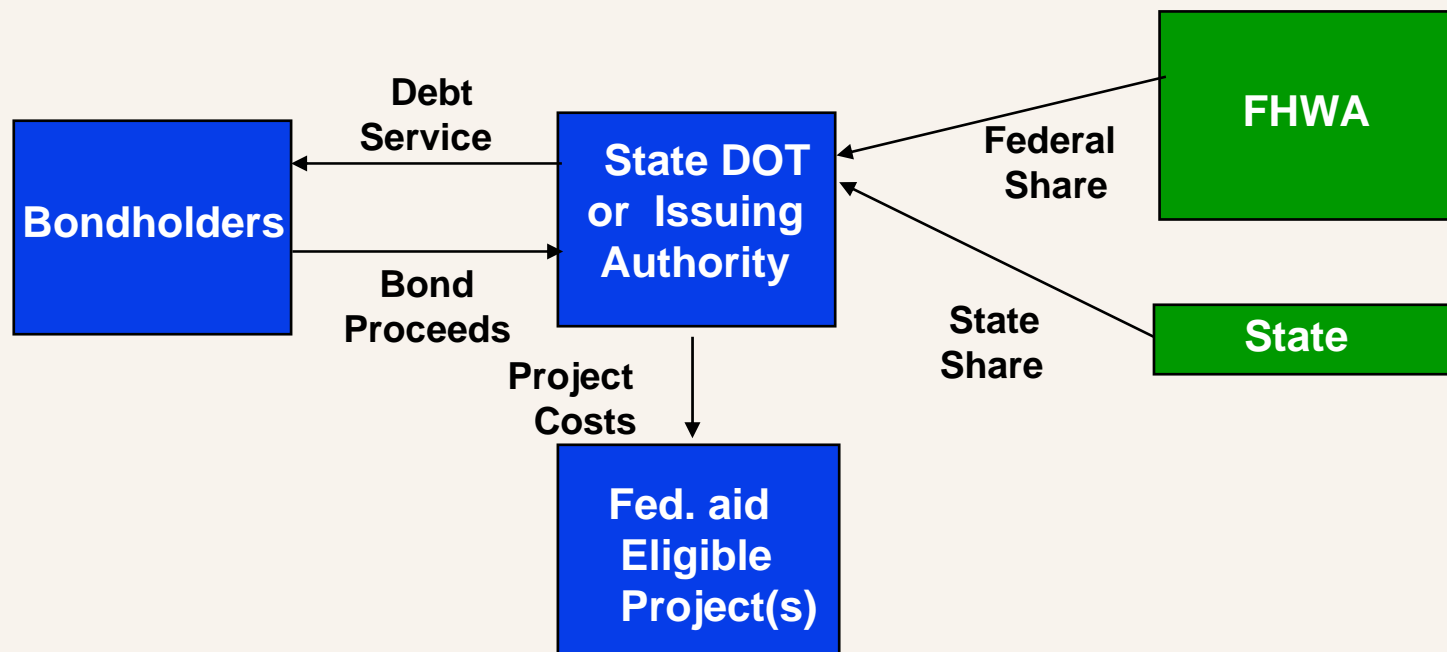 Debt
Service
Bondholders
Bond
Proceeds
State DOT
or Issuing
Authority
Project
Costs
Fed. aid
Eligible
Project(s)
Federal
Share
FHWA
State
Share
State